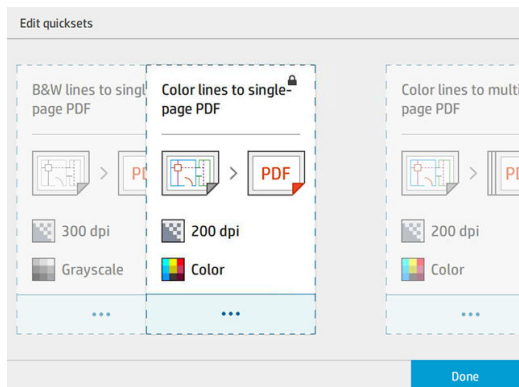 Edit quicksets
B&W lines to singl
page PDF
PD
300 dpi
Grayscale
...
Color lines to single-
page PDF
PDF
200 dpi
Color
...
Color lines to multi
page PDF
PD
200 dpi
Color
...
Done